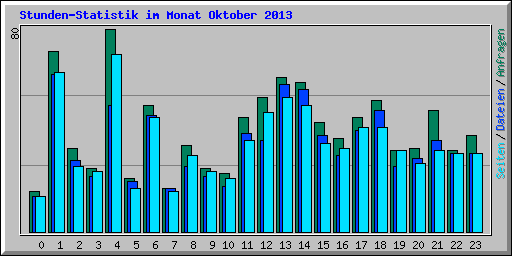 Stunden-Statistik im Monat Oktober 2013
80
Seiten/Dateien/Anfragen
0 1 2 3 4 5 6 7 8 9 10 11 12 13 14 15 16 17 18 19 20 21 22 23